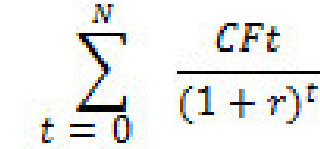 N
∑ CFt
t = 0 (1 + r)^t